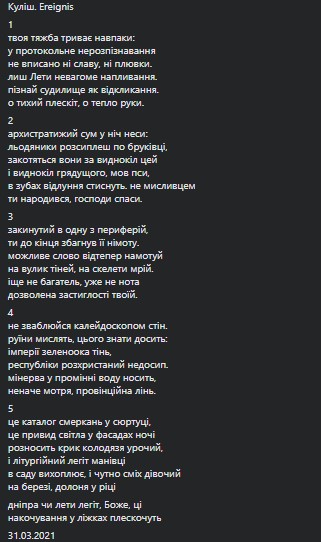 Куліш. Ereignis
1
твоя тяжба триває навпаки:
у протокольне нерозпізнавання
не вписано ні славу, ні плювки.
лиш Лети невагоме напливання.
пізнай судилище як відкликання.
о тихий плескіт, о тепло руки.
2
архистратижий сум у ніч неси:
льодяники розсиплеш по бруківці,
закотяться вони за виднокіл цей
і виднокіл грядущого, мов пси,
в зубах відлуння стиснуть. не мисливцем
ти народився, господи спаси.
3
закинутий в одну з периферій,
ти до кінця збагнув її німоту.
можливе слово відтепер намотуй
на вулик тіней, на скелети мрій.
іще не багатель, уже не нота
дозволена застиглості твоїй.
4
не зваблюйся калейдоскопом стін.
руїни мислять, цього знати досить:
імперії зеленоока тінь,
республіки розхристаний недосип.
мінерва у промінні воду носить,
неначе мотря, провінційна лінь.
5
це каталог смеркань у сюртуці,
це привид світла у фасадах ночі
розносить крик колодязя урочий,
і літургійний легіт манівці
в саду вихоплює, і чутно сміх дівочий
на березі, долоня у ріці
дніпра чи лети легіт, Боже, ці
накочування у ліжках плескочуть
31.03.2021